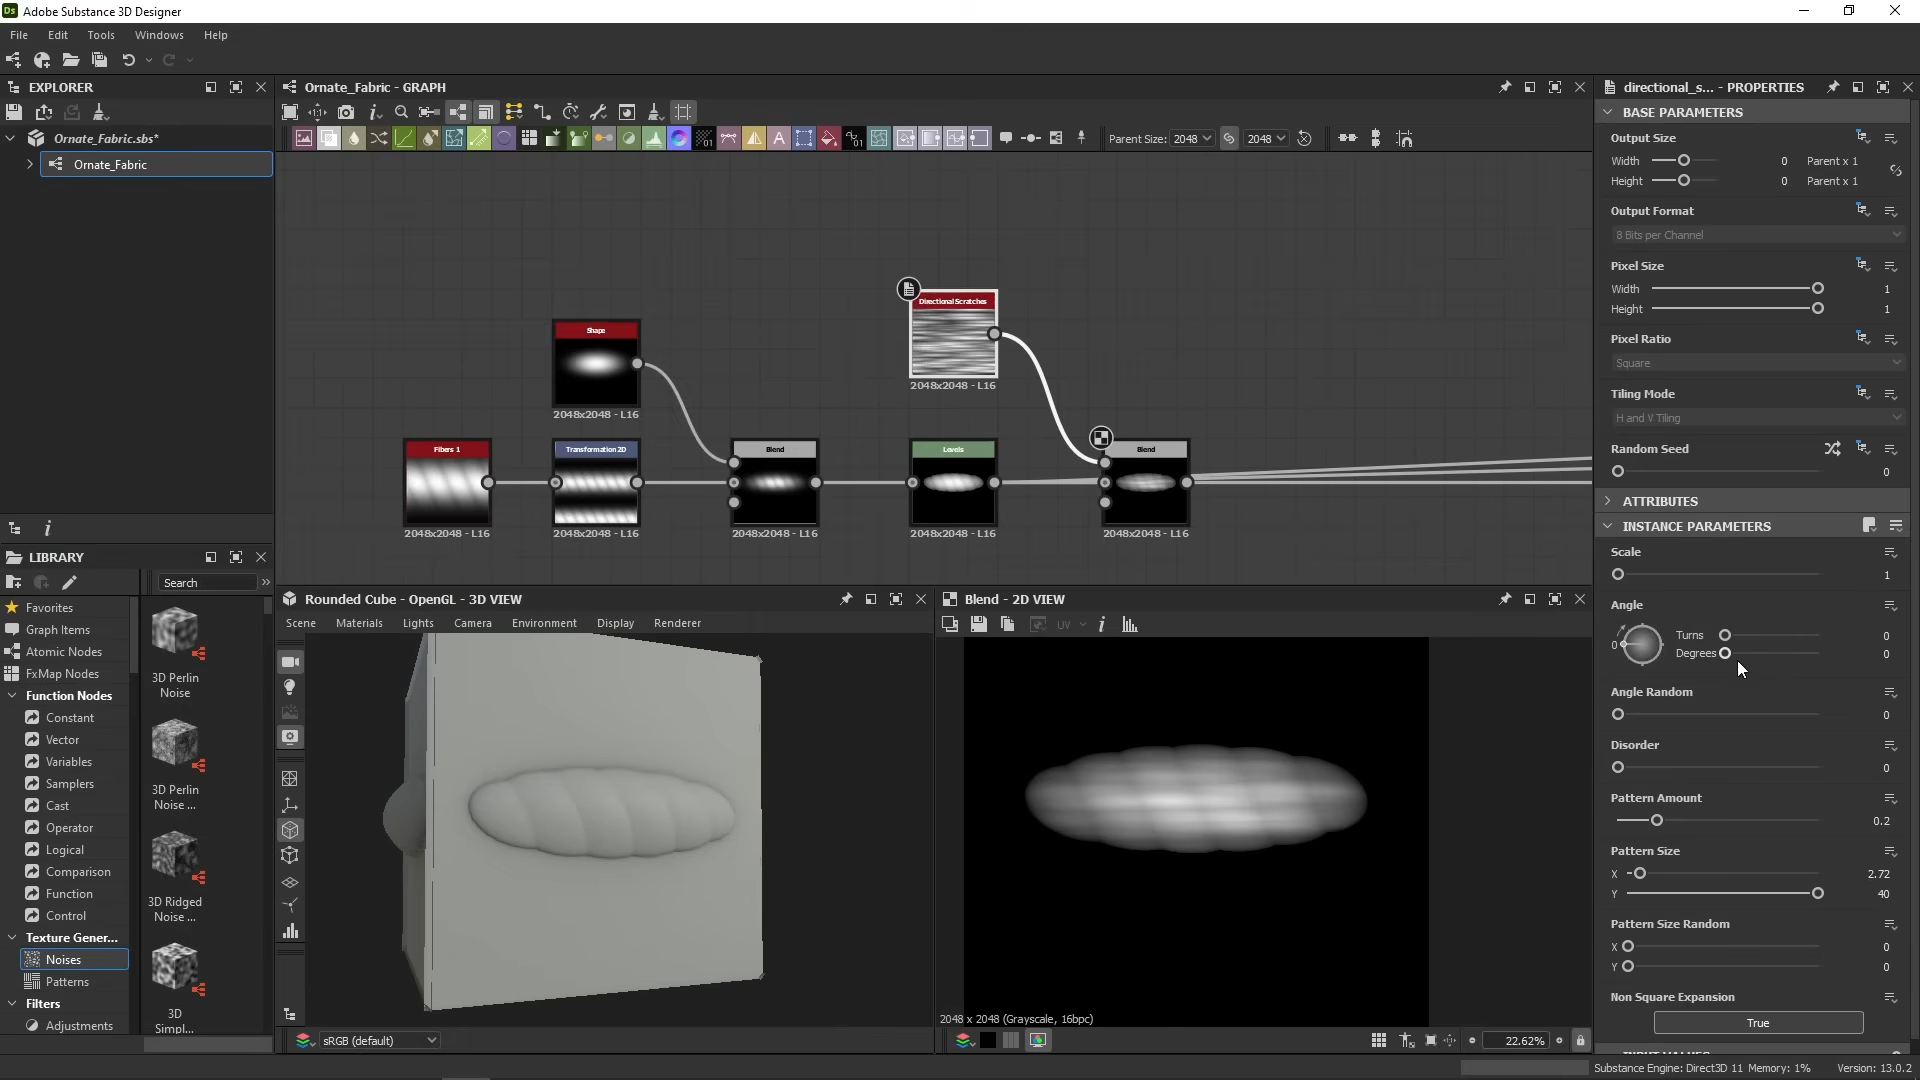 Adobe Substance 3D Designer
File Edit Tools Windows Help
EXPLORER
Ornate_Fabric.sbs*
Ornate_Fabric
Ornate_Fabric - GRAPH
Parent Size: 2048 2048
Directional Scratches
2048x2048 - L16
Shape
2048x2048 - L16
Fibers 1
2048x2048 - L16
Transformation 2D
2048x2048 - L16
Blend
2048x2048 - L16
Levels
2048x2048 - L16
Blend
2048x2048 - L16
LIBRARY
Search
Favorites
Graph Items
Atomic Nodes
FxMap Nodes
Function Nodes
Constant
Vector
Variables
Samplers
Cast
Operator
Logical
Comparison
Function
Control
Texture Gener...
Noises
Patterns
Filters
Adjustments
3D Perlin
Noise
3D Perlin
Noise ...
3D Ridged
Noise ...
3D
Simpl...
Rounded Cube - OpenGL - 3D VIEW
Scene Materials Lights Camera Environment Display Renderer
sRGB (default)
Blend - 2D VIEW
UV
2048 x 2048 (Grayscale, 16bpc)
22.62%
directional_s... - PROPERTIES
BASE PARAMETERS
Output Size
Width 0 Parent x 1
Height 0 Parent x 1
Output Format
8 Bits per Channel
Pixel Size
Width 1
Height 1
Pixel Ratio
Square
Tiling Mode
H and V Tiling
Random Seed
0
ATTRIBUTES
INSTANCE PARAMETERS
Scale
1
Angle
0 Turns 0
Degrees 0
Angle Random
0
Disorder
0
Pattern Amount
0.2
Pattern Size
X 2.72
Y 40
Pattern Size Random
X 0
Y 0
Non Square Expansion
True
INPUT VALUES
Substance Engine: Direct3D 11 Memory: 1% Version: 13.0.2